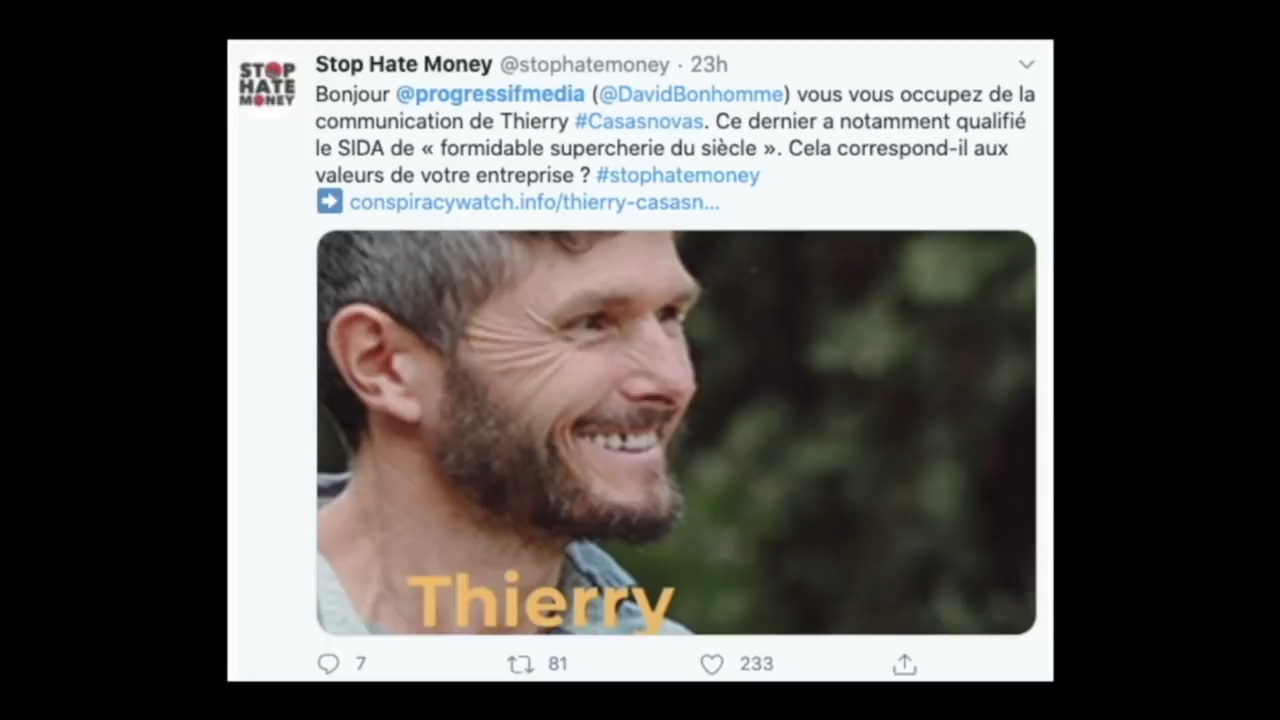 STOP
HATE
MONEY
Stop Hate Money @stophatemoney · 23h
Bonjour @progressifmedia (@DavidBonhomme) vous vous occupez de la
communication de Thierry #Casasnovas. Ce dernier a notamment qualifié
le SIDA de « formidable supercherie du siècle ». Cela correspond-il aux
valeurs de votre entreprise ? #stophatemoney
➡ conspiracywatch.info/thierry-casasn...
Thierry
7 81 233